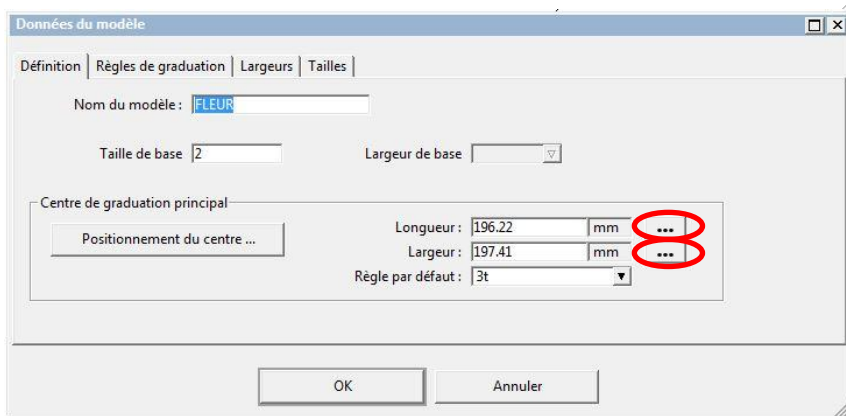 Données du modèle
Définition Règles de graduation Largeurs Tailles
Nom du modèle : FLEUR
Taille de base 2 Largeur de base
Centre de graduation principal
Longueur : 196.22 mm ...
Positionnement du centre ...
Largeur : 197.41 mm ...
Règle par défaut : 3t
OK Annuler